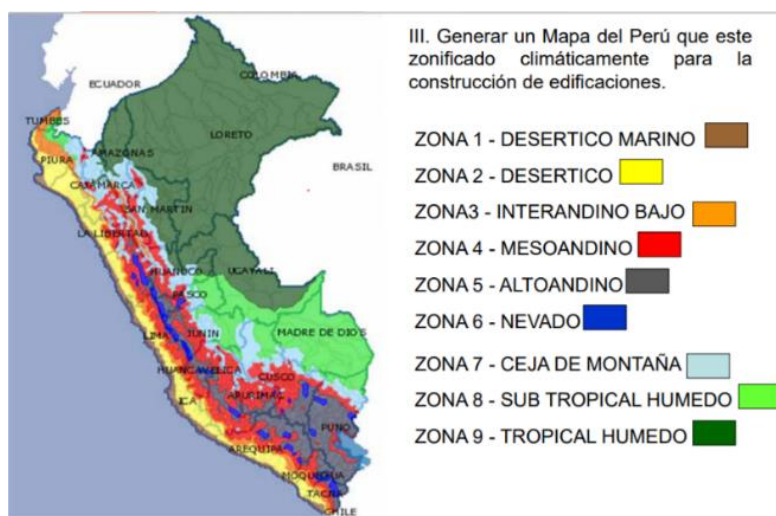 III. Generar un Mapa del Perú que este
zonificado climáticamente para la
construcción de edificaciones.
ZONA 1 - DESERTICO MARINO
ZONA 2 - DESERTICO
ZONA3 - INTERANDINO BAJO
ZONA 4 - MESOANDINO
ZONA 5 - ALTOANDINO
ZONA 6 - NEVADO
ZONA 7 - CEJA DE MONTAÑA
ZONA 8 - SUB TROPICAL HUMEDO
ZONA 9 - TROPICAL HUMEDO
ECUADOR
COLOMBIA
TUMBES
LORETO
AMAZONAS
PIURA
BRASIL
CAJAMARCA
SAN MARTIN
LA LIBERTAD
HUANUCO
UCAYALI
PASCO
MADRE DE DIOS
LIMA
JUNIN
HUANCAVELICA
CUSCO
APURIMAC
ICA
PUNO
AREQUIPA
MOQUEGUA
TACNA
CHILE